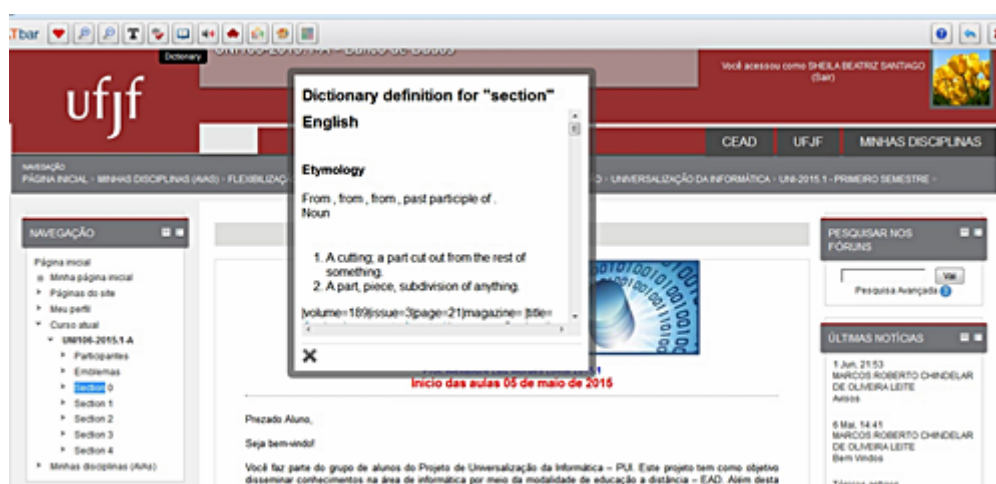 Tbar
T
Dictionary
UNI106-2015.1-A - Banco de Dados
Você acessou como SHEILA BEATRIZ SANTIAGO
(Sair)
ufjf
CEAD UFJF MINHAS DISCIPLINAS
NAVEGAÇÃO
PÁGINA INICIAL MINHAS DISCIPLINAS (AVAS) FLEXIBILIZAÇ
UNIVERSALIZAÇÃO DA INFORMÁTICA UNI-2015.1 - PRIMEIRO SEMESTRE
Dictionary definition for "section"
English
Etymology
From , from , from , past participle of .
Noun
1. A cutting; a part cut out from the rest of
something.
2. A part, piece, subdivision of anything.
|volume=189|issue=3|page=21|magazine= |title=
NAVEGAÇÃO
Página inicial
Minha página inicial
Páginas do site
Meu perfil
Curso atual
UNI106-2015.1-A
Participantes
Emblemas
Section 0
Section 1
Section 2
Section 3
Section 4
Minhas disciplinas (AVAs)
Início das aulas 05 de maio de 2015
Prezado Aluno,
Seja bem-vindo!
Você faz parte do grupo de alunos do Projeto de Universalização da Informática – PUI. Este projeto tem como objetivo
disseminar conhecimentos na área de informática por meio da modalidade de educação a distância – EAD. Além desta
PESQUISAR NOS
FÓRUNS
Vai
Pesquisa Avançada
ÚLTIMAS NOTÍCIAS
1 Jun, 21:53
MARCOS ROBERTO CHINDELAR
DE OLIVEIRA LEITE
Avisos
6 Mai, 14:41
MARCOS ROBERTO CHINDELAR
DE OLIVEIRA LEITE
Bem Vindos
Tópicos antigos